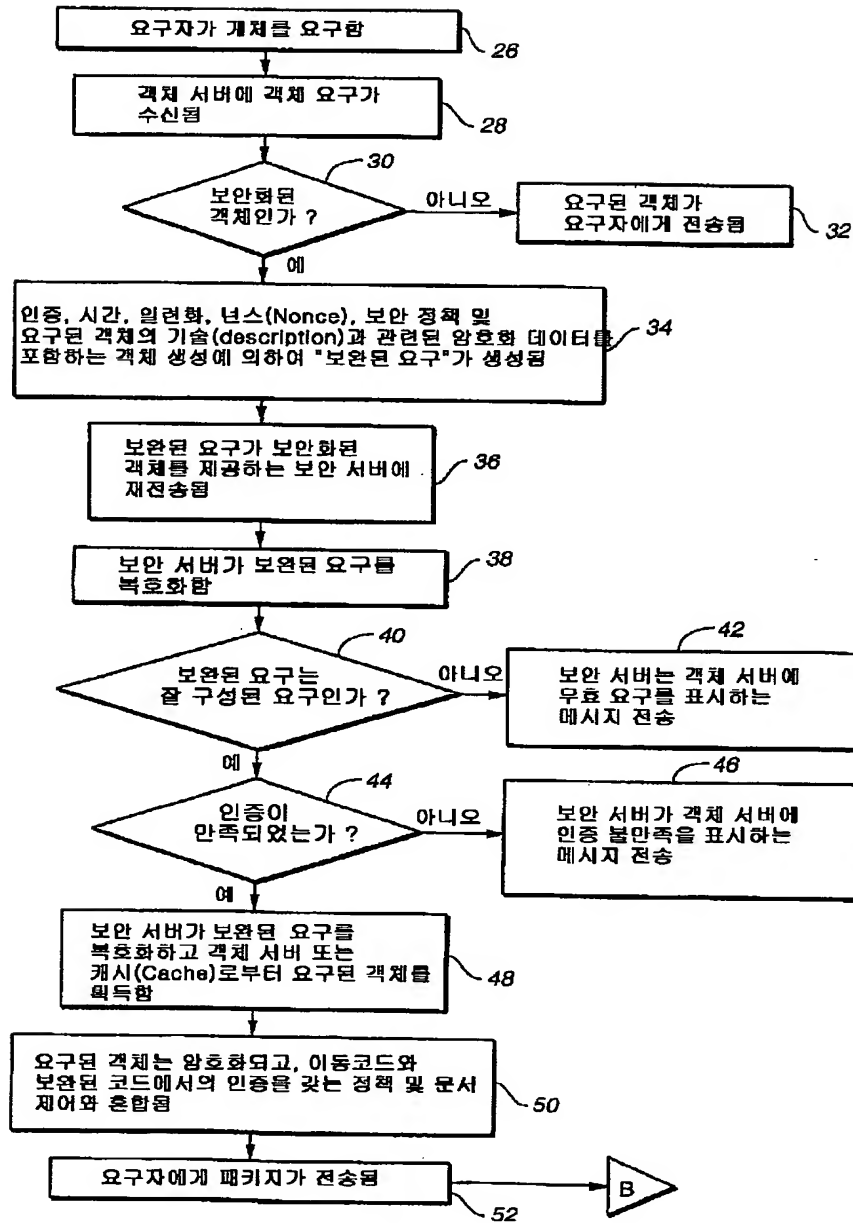 요구자가 개체를 요구함
26
객체 서버에 객체 요구가
수신됨
28
30
보안화된
객체인가 ?
아니오
요구된 객체가
요구자에게 전송됨
32
예
인증, 시간, 일련화, 넌스(Nonce), 보안 정책 및
요구된 객체의 기술(description)과 관련된 암호화 데이터를
포함하는 객체 생성에 의하여 "보완된 요구"가 생성됨
34
보완된 요구가 보안화된
객체를 제공하는 보안 서버에
재전송됨
36
보안 서버가 보완된 요구를
복호화함
38
40
보완된 요구는
잘 구성된 요구인가 ?
아니오
42
보안 서버는 객체 서버에
무효 요구를 표시하는
메시지 전송
예
44
인증이
만족되었는가 ?
아니오
46
보안 서버가 객체 서버에
인증 불만족을 표시하는
메시지 전송
예
보안 서버가 보완된 요구를
복호화하고 객체 서버 또는
캐시(Cache)로부터 요구된 객체를
획득함
48
요구된 객체는 암호화되고, 이동코드와
보완된 코드에서의 인증을 갖는 정책 및 문서
제어와 혼합됨
50
요구자에게 패키지가 전송됨
52
B